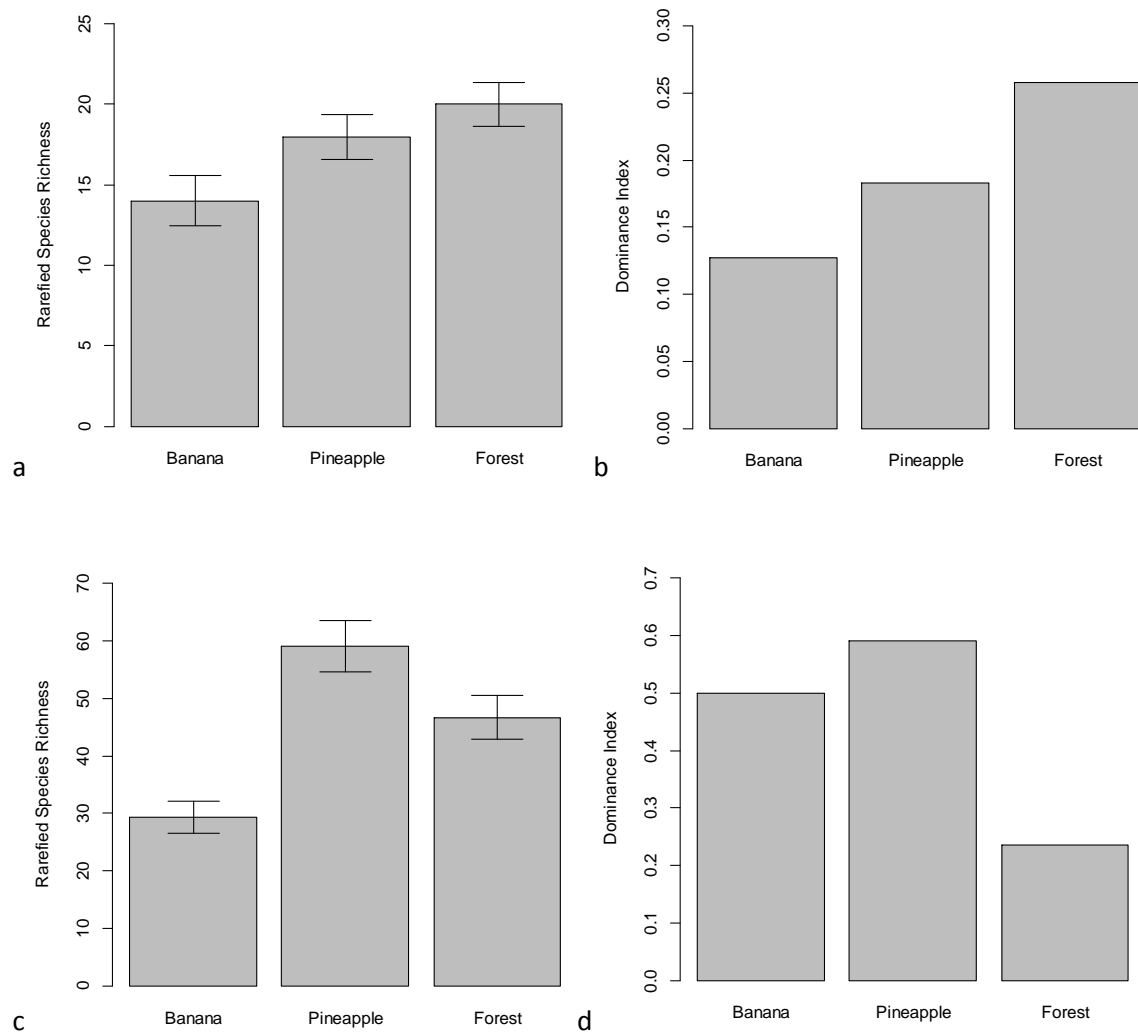 Rarefied Species Richness
25
20
15
10
5
0
Banana Pineapple Forest
a
Dominance Index
0.30
0.25
0.20
0.15
0.10
0.05
0.00
Banana Pineapple Forest
b
Rarefied Species Richness
70
60
50
40
30
20
10
0
Banana Pineapple Forest
c
Dominance Index
0.7
0.6
0.5
0.4
0.3
0.2
0.1
0.0
Banana Pineapple Forest
d